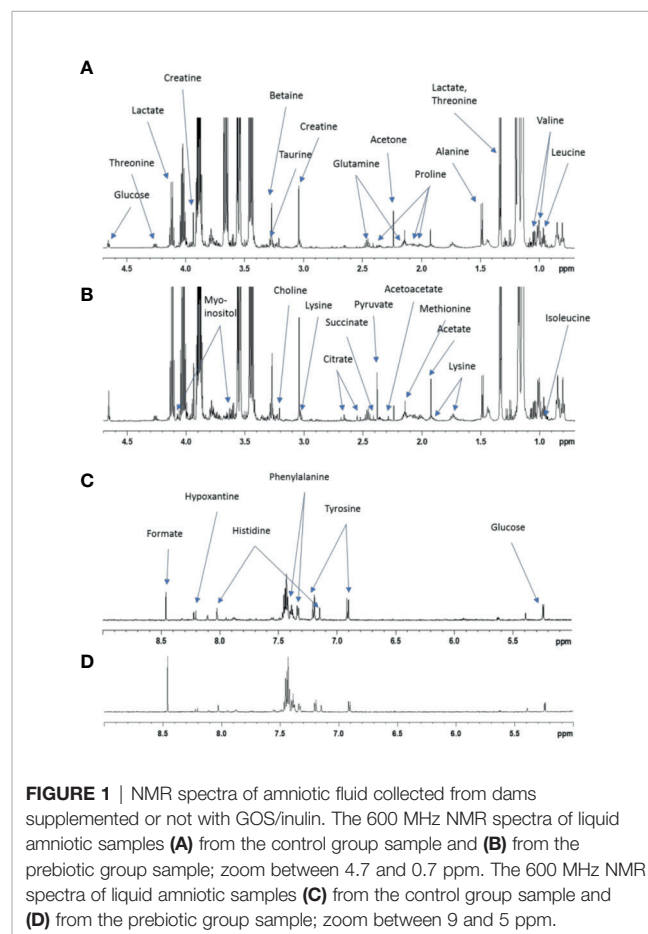 A
Creatine
Lactate
Threonine
Glucose
Betaine
Creatine
Taurine
Glutamine
Acetone
Proline
Alanine
Lactate,
Threonine
Valine
Leucine
4.7 4.0 3.5 3.0 2.5 2.0 1.5 1.0 ppm
B
Myo-
inositol
Choline
Lysine
Citrate
Succinate
Pyruvate
Acetoacetate
Methionine
Acetate
Lysine
Isoleucine
4.7 4.0 3.5 3.0 2.5 2.0 1.5 1.0 ppm
C
Formate
Hypoxantine
Histidine
Phenylalanine
Tyrosine
Glucose
8.5 8.0 7.5 7.0 6.5 6.0 5.5 ppm
D
8.5 8.0 7.5 7.0 6.5 6.0 5.5 ppm
FIGURE 1 | NMR spectra of amniotic fluid collected from dams
supplemented or not with GOS/inulin. The 600 MHz NMR spectra of liquid
amniotic samples (A) from the control group sample and (B) from the
prebiotic group sample; zoom between 4.7 and 0.7 ppm. The 600 MHz NMR
spectra of liquid amniotic samples (C) from the control group sample and
(D) from the prebiotic group sample; zoom between 9 and 5 ppm.